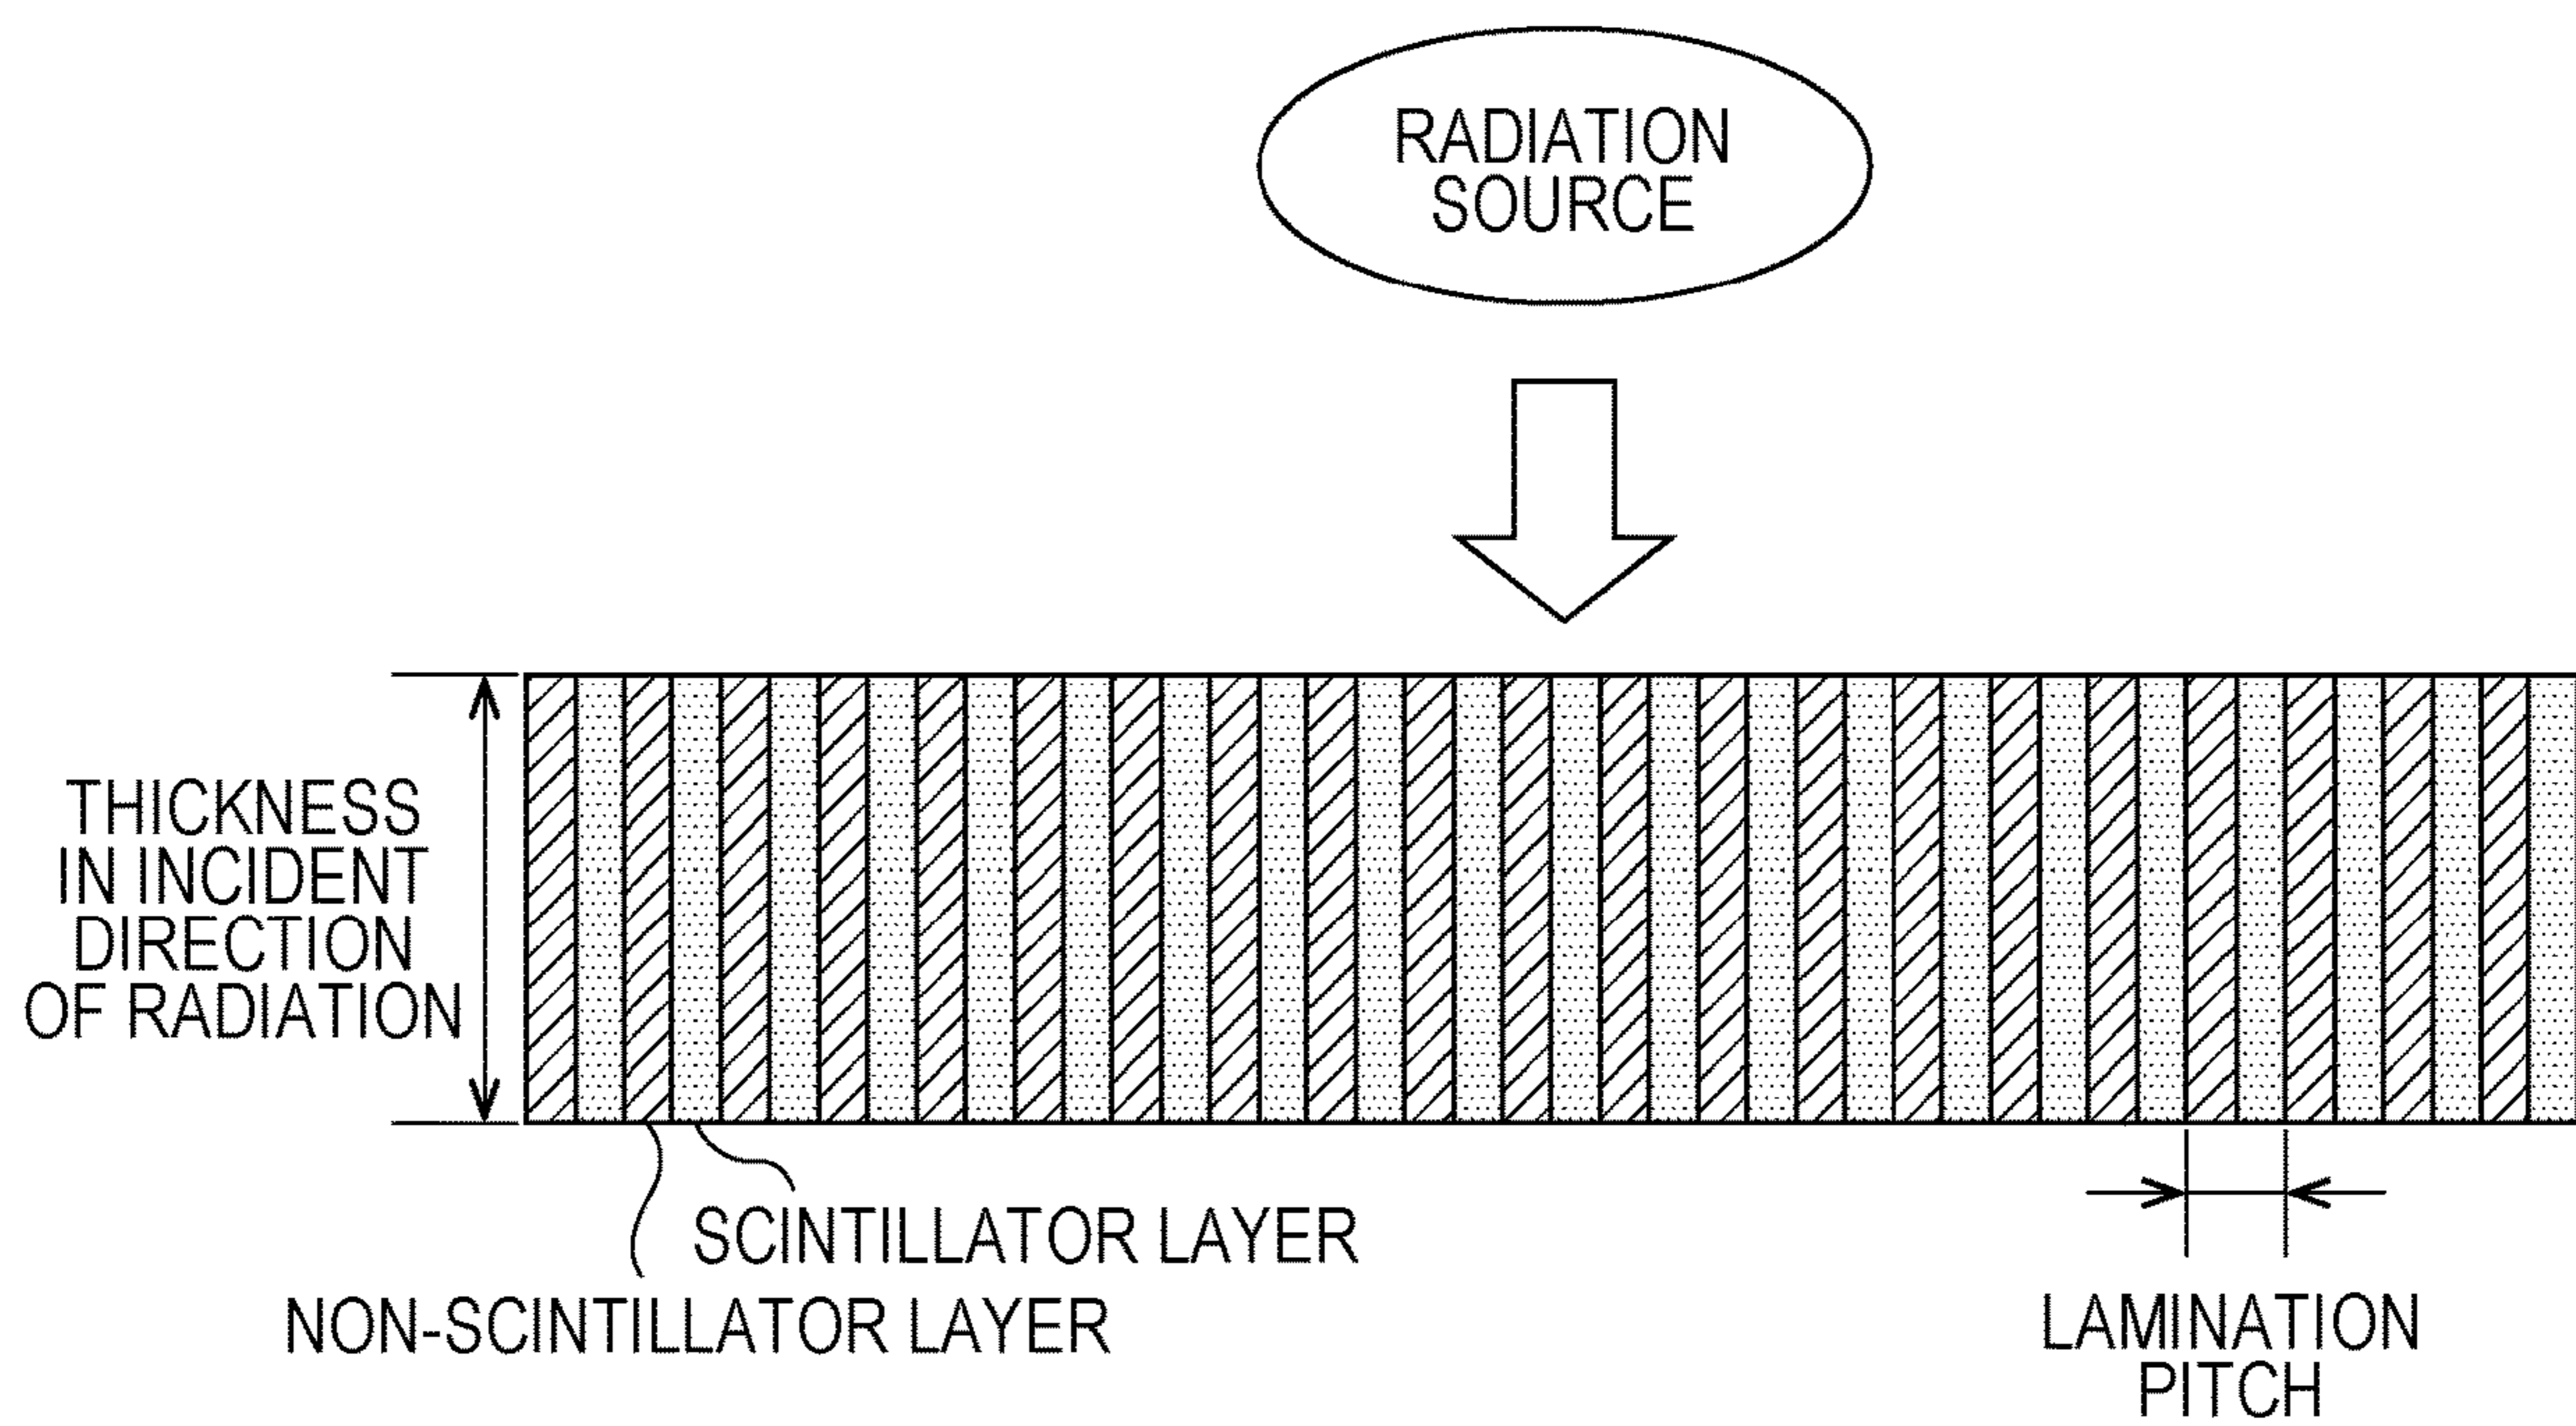 RADIATION
SOURCE
THICKNESS
IN INCIDENT
DIRECTION
OF RADIATION
SCINTILLATOR LAYER
NON-SCINTILLATOR LAYER
LAMINATION
PITCH